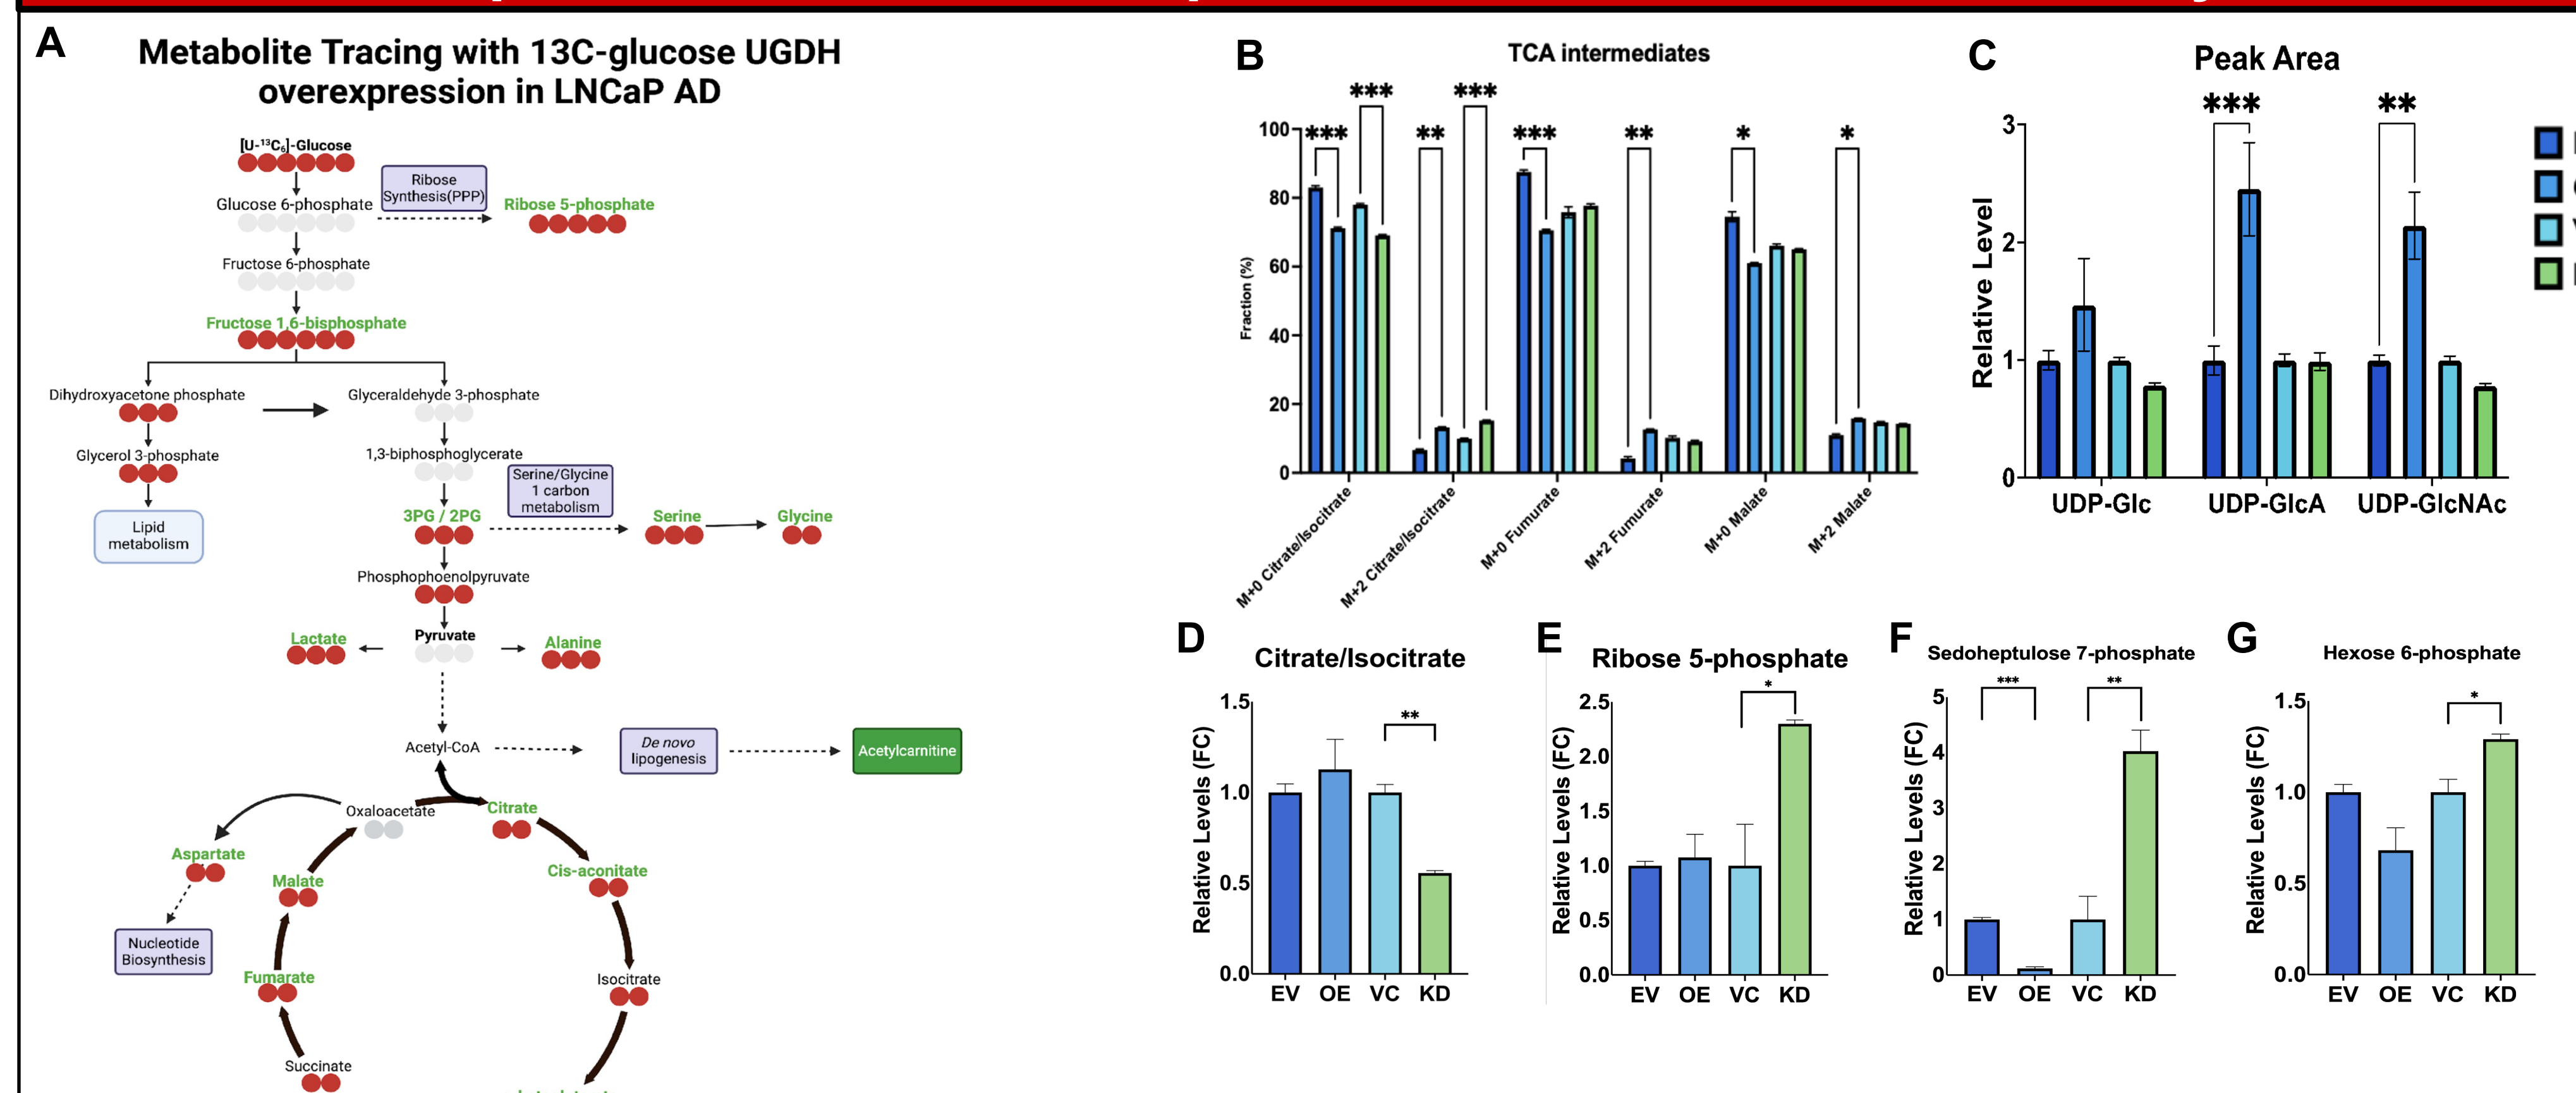 A
Metabolite Tracing with 13C-glucose UGDH
overexpression in LNCaP AD
[U-¹³C₆]-Glucose
Glucose 6-phosphate
Ribose
Synthesis(PPP)
Ribose 5-phosphate
Fructose 6-phosphate
Fructose 1,6-bisphosphate
Dihydroxyacetone phosphate
Glyceraldehyde 3-phosphate
Glycerol 3-phosphate
1,3-biphosphoglycerate
Lipid
metabolism
Serine/Glycine
1 carbon
metabolism
3PG / 2PG
Serine
Glycine
Phosphophoenolpyruvate
Lactate
Pyruvate
Alanine
Acetyl-CoA
De novo
lipogenesis
Acetylcarnitine
Oxaloacetate
Citrate
Aspartate
Malate
Cis-aconitate
Nucleotide
Biosynthesis
Fumarate
Isocitrate
Succinate
B
TCA intermediates
*** *** ** *** *** ** * *
Fraction (%)
100
80
60
40
20
0
M+0 Citrate/Isocitrate
M+2 Citrate/Isocitrate
M+0 Fumurate
M+2 Fumurate
M+0 Malate
M+2 Malate
C
Peak Area
*** **
Relative Level
3
2
1
0
UDP-Glc UDP-GlcA UDP-GlcNAc
D
Citrate/Isocitrate
**
Relative Levels (FC)
1.5
1.0
0.5
0.0
EV OE VC KD
E
Ribose 5-phosphate
*
Relative Levels (FC)
2.5
2.0
1.5
1.0
0.5
0.0
EV OE VC KD
F
Sedoheptulose 7-phosphate
*** **
Relative Levels (FC)
5
4
3
2
1
0
EV OE VC KD
G
Hexose 6-phosphate
*
Relative Levels (FC)
1.5
1.0
0.5
0.0
EV OE VC KD